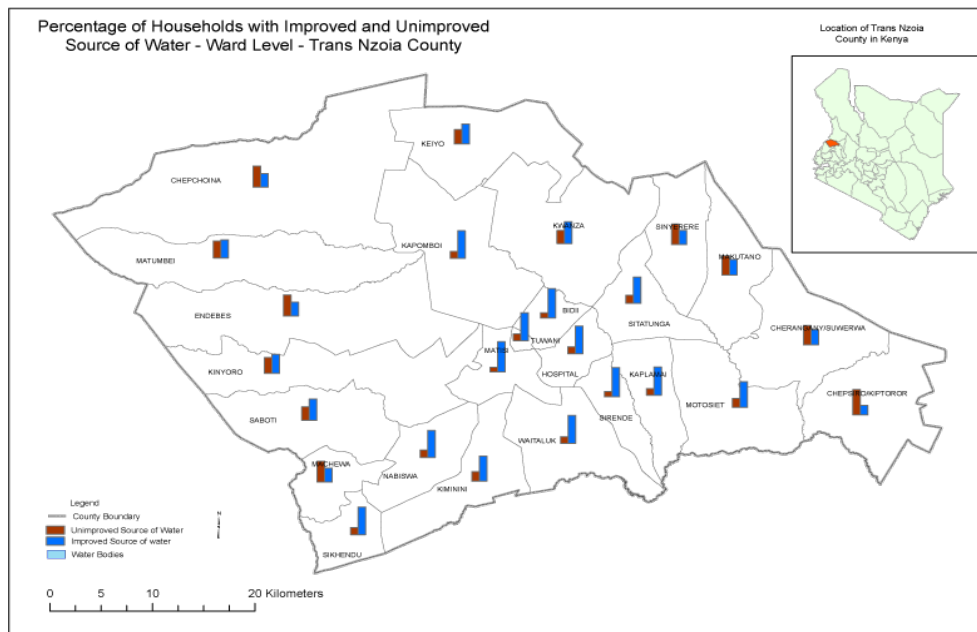 Percentage of Households with Improved and Unimproved
Source of Water - Ward Level - Trans Nzoia County
Location of Trans Nzoia
County in Kenya
KEIYO
CHEPCHOINA
KWANZA
SINYERERE
KAPOMBOI
MATUMBEI
MAKUTANO
ENDEBES
BIDII
SITATUNGA
CHERANGANYI/SUWERWA
TUWANI
MATISI
KINYORO
HOSPITAL
KAPLAMAI
CHEPSIRO/KIPTOROR
MOTOSIET
SABOTI
SIRENDE
WAITALUK
MACHEWA
NABISWA
KIMININI
SIKHENDU
Legend
County Boundary
Unimproved Source of Water
Improved Source of water
Water Bodies
0 5 10 20 Kilometers